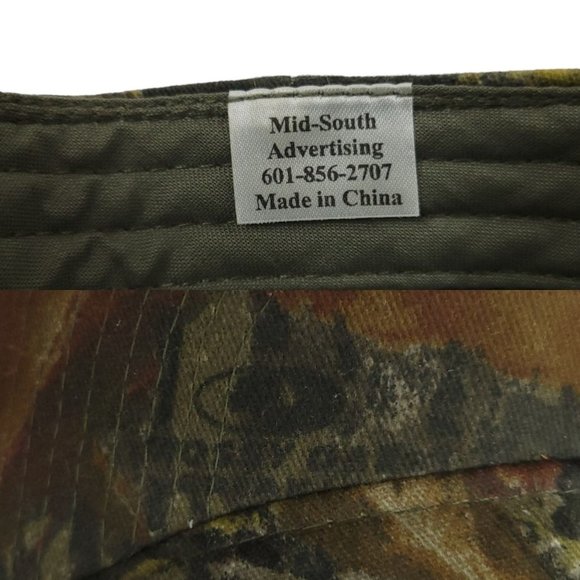 Mid-South
Advertising
601-856-2707
Made in China